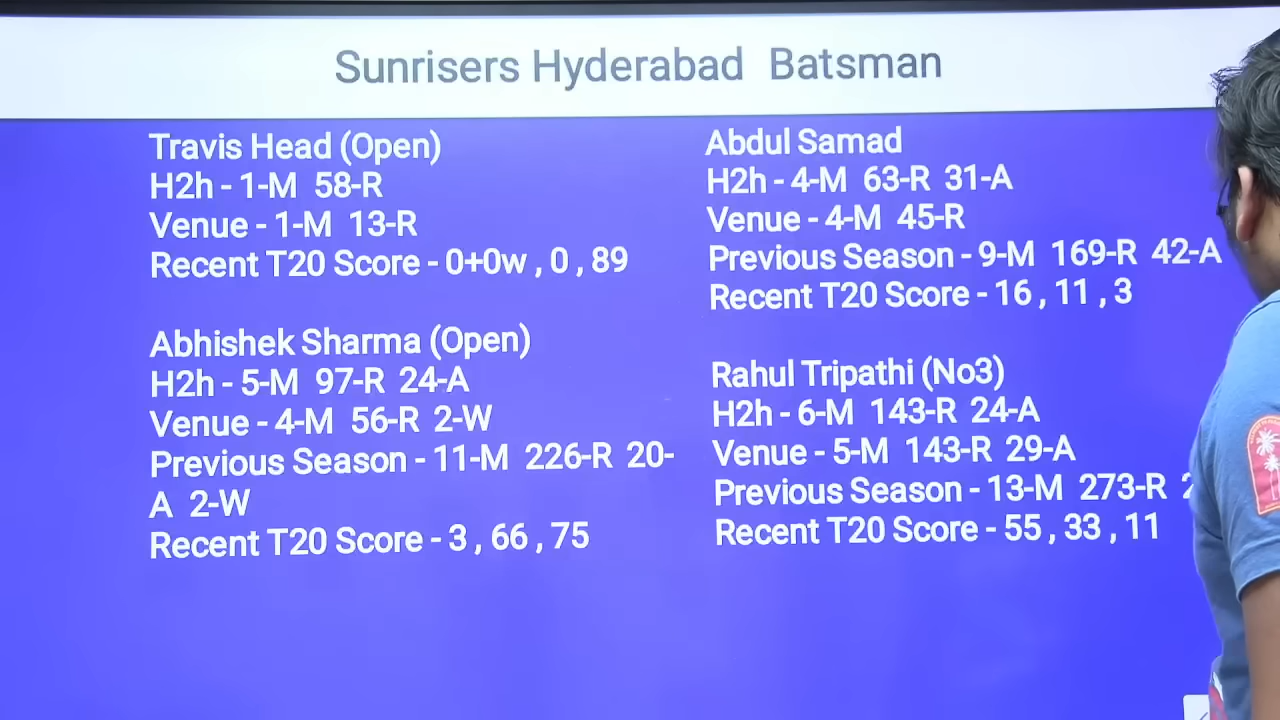 Sunrisers Hyderabad Batsman
Travis Head (Open)
H2h - 1-M 58-R
Venue - 1-M 13-R
Recent T20 Score - 0+0w , 0 , 89
Abhishek Sharma (Open)
H2h - 5-M 97-R 24-A
Venue - 4-M 56-R 2-W
Previous Season - 11-M 226-R 20-
A 2-W
Recent T20 Score - 3 , 66 , 75
Abdul Samad
H2h - 4-M 63-R 31-A
Venue - 4-M 45-R
Previous Season - 9-M 169-R 42-A
Recent T20 Score - 16 , 11 , 3
Rahul Tripathi (No3)
H2h - 6-M 143-R 24-A
Venue - 5-M 143-R 29-A
Previous Season - 13-M 273-R
Recent T20 Score - 55 , 33 , 11